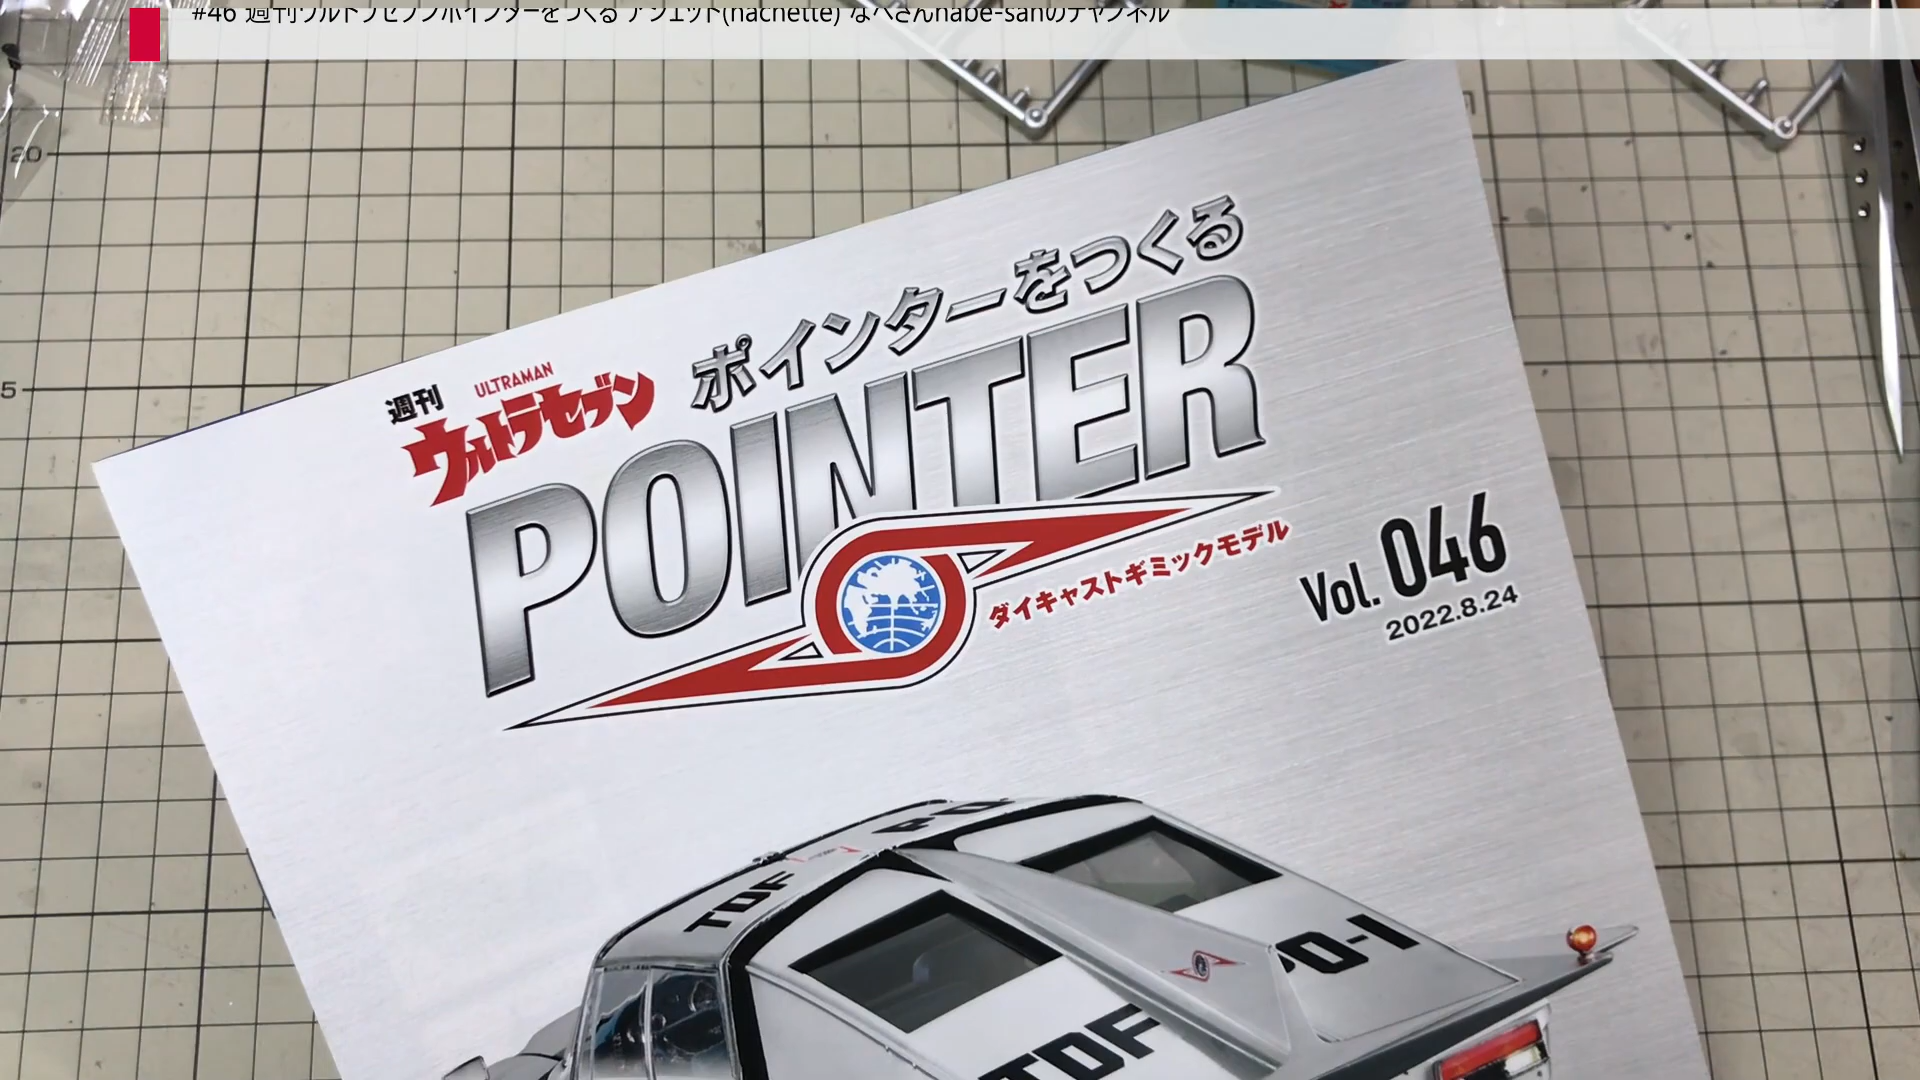 #46 週刊ウルトラセブンポインターをつくる アシェット(hachette) なべさんnabe-sanのチャンネル
20
5
週刊
ULTRAMAN
ウルトラセブン
ポインターをつくる
POINTER
ダイキャストギミックモデル
Vol. 046
2022.8.24
TDF PO
TDF PO-1